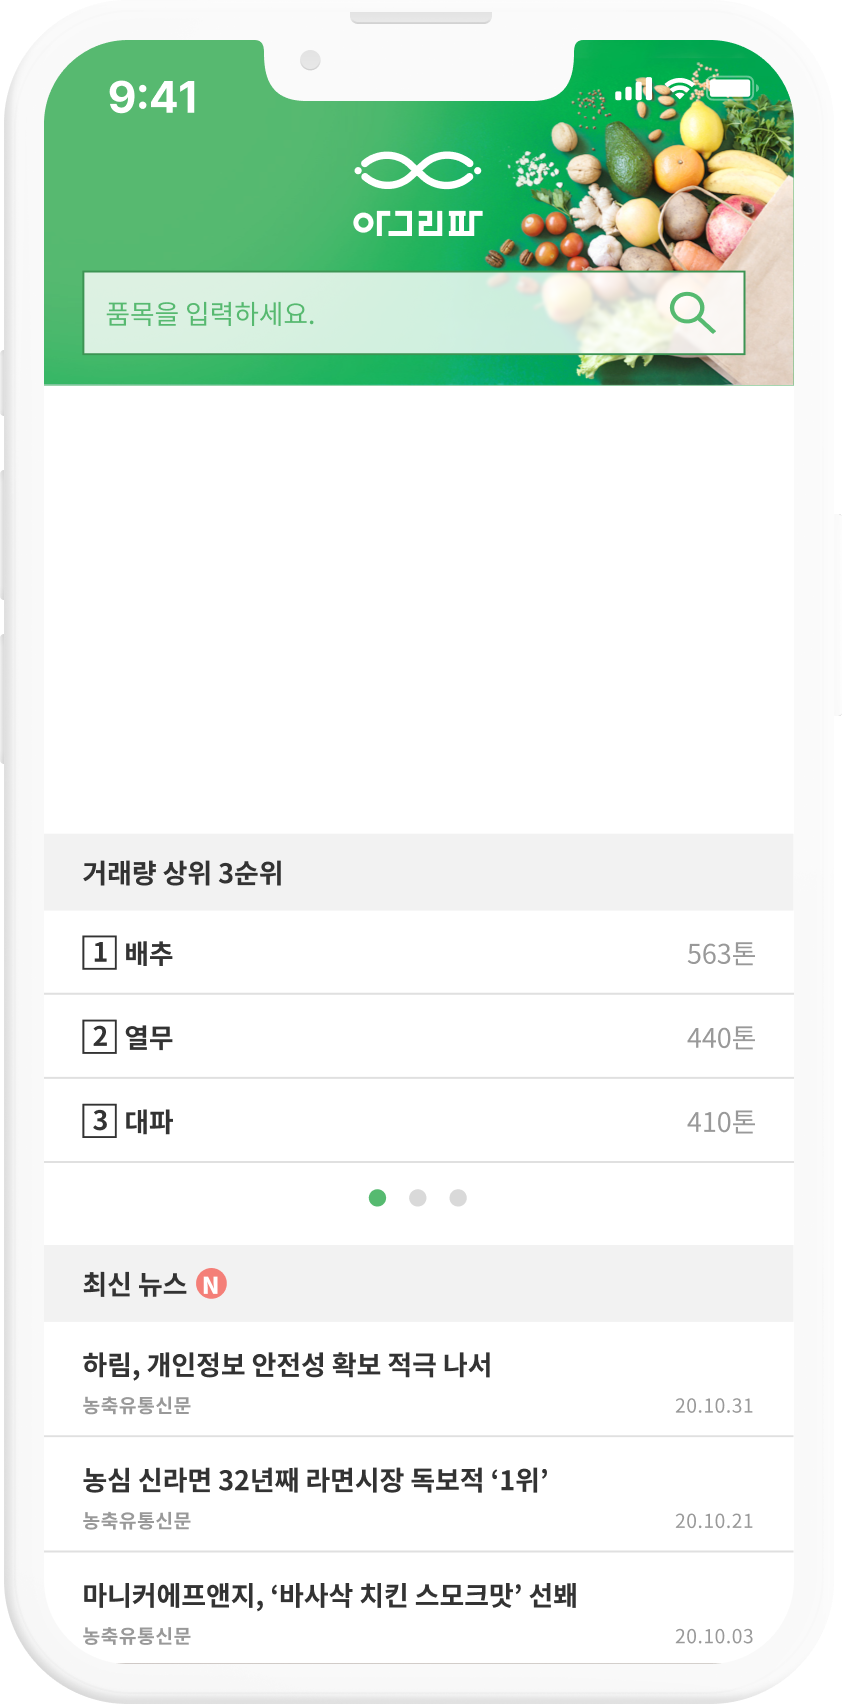 9:41
아그리파
품목을 입력하세요.
거래량 상위 3순위
1 배추 563톤
2 열무 440톤
3 대파 410톤
최신 뉴스 N
하림, 개인정보 안전성 확보 적극 나서
농축유통신문 20.10.31
농심 신라면 32년째 라면시장 독보적 ‘1위’
농축유통신문 20.10.21
마니커에프앤지, ‘바사삭 치킨 스모크맛’ 선봬
농축유통신문 20.10.03